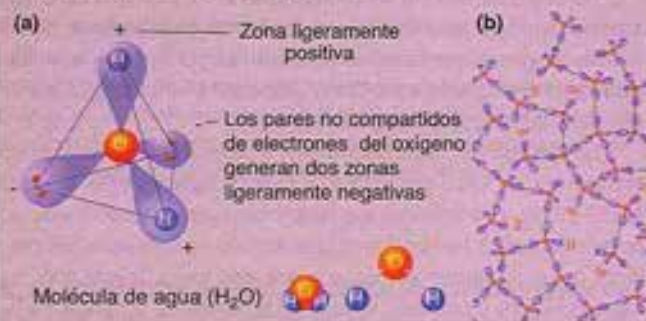 (a)
+
Zona ligeramente
positiva
(b)
H
Los pares no compartidos
de electrones del oxígeno
generan dos zonas
ligeramente negativas
-
H
+
Molécula de agua (H₂O)
H
H
H
H